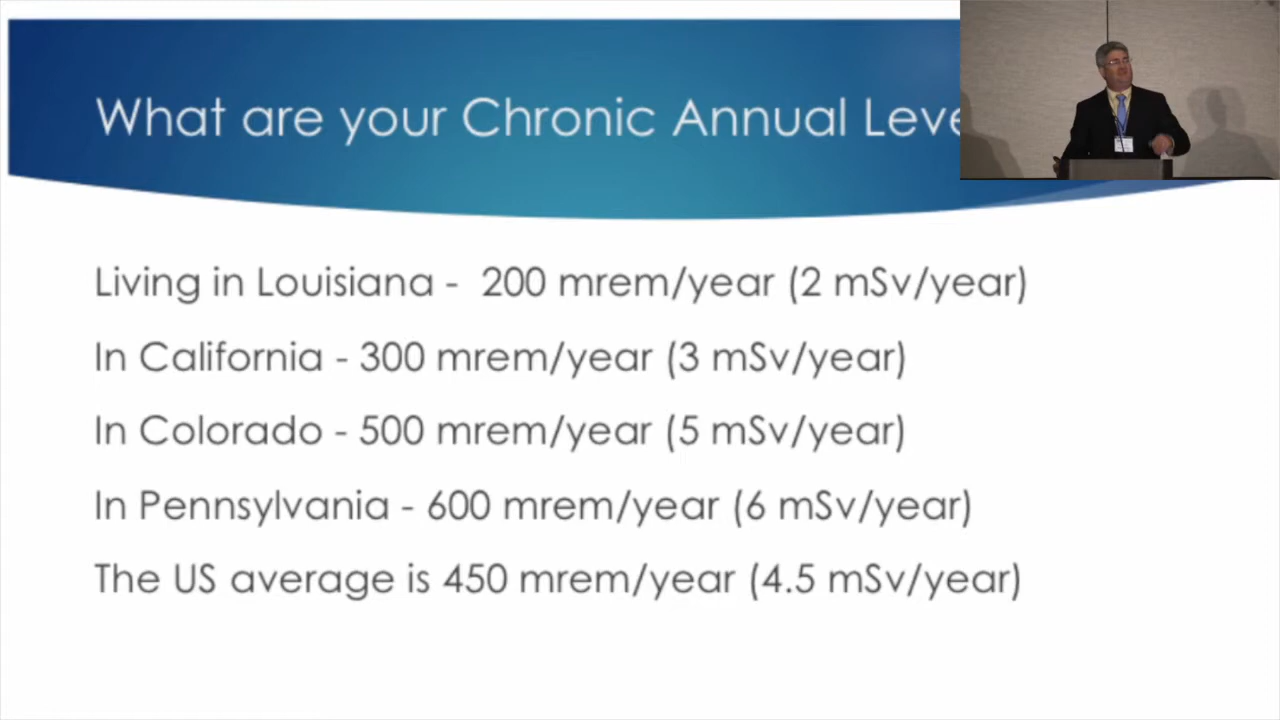 What are your Chronic Annual
Living in Louisiana -  200 mrem/year (2 mSv/year)
In California - 300 mrem/year (3 mSv/year)
In Colorado - 500 mrem/year (5 mSv/year)
In Pennsylvania - 600 mrem/year (6 mSv/year)
The US average is 450 mrem/year (4.5 mSv/year)